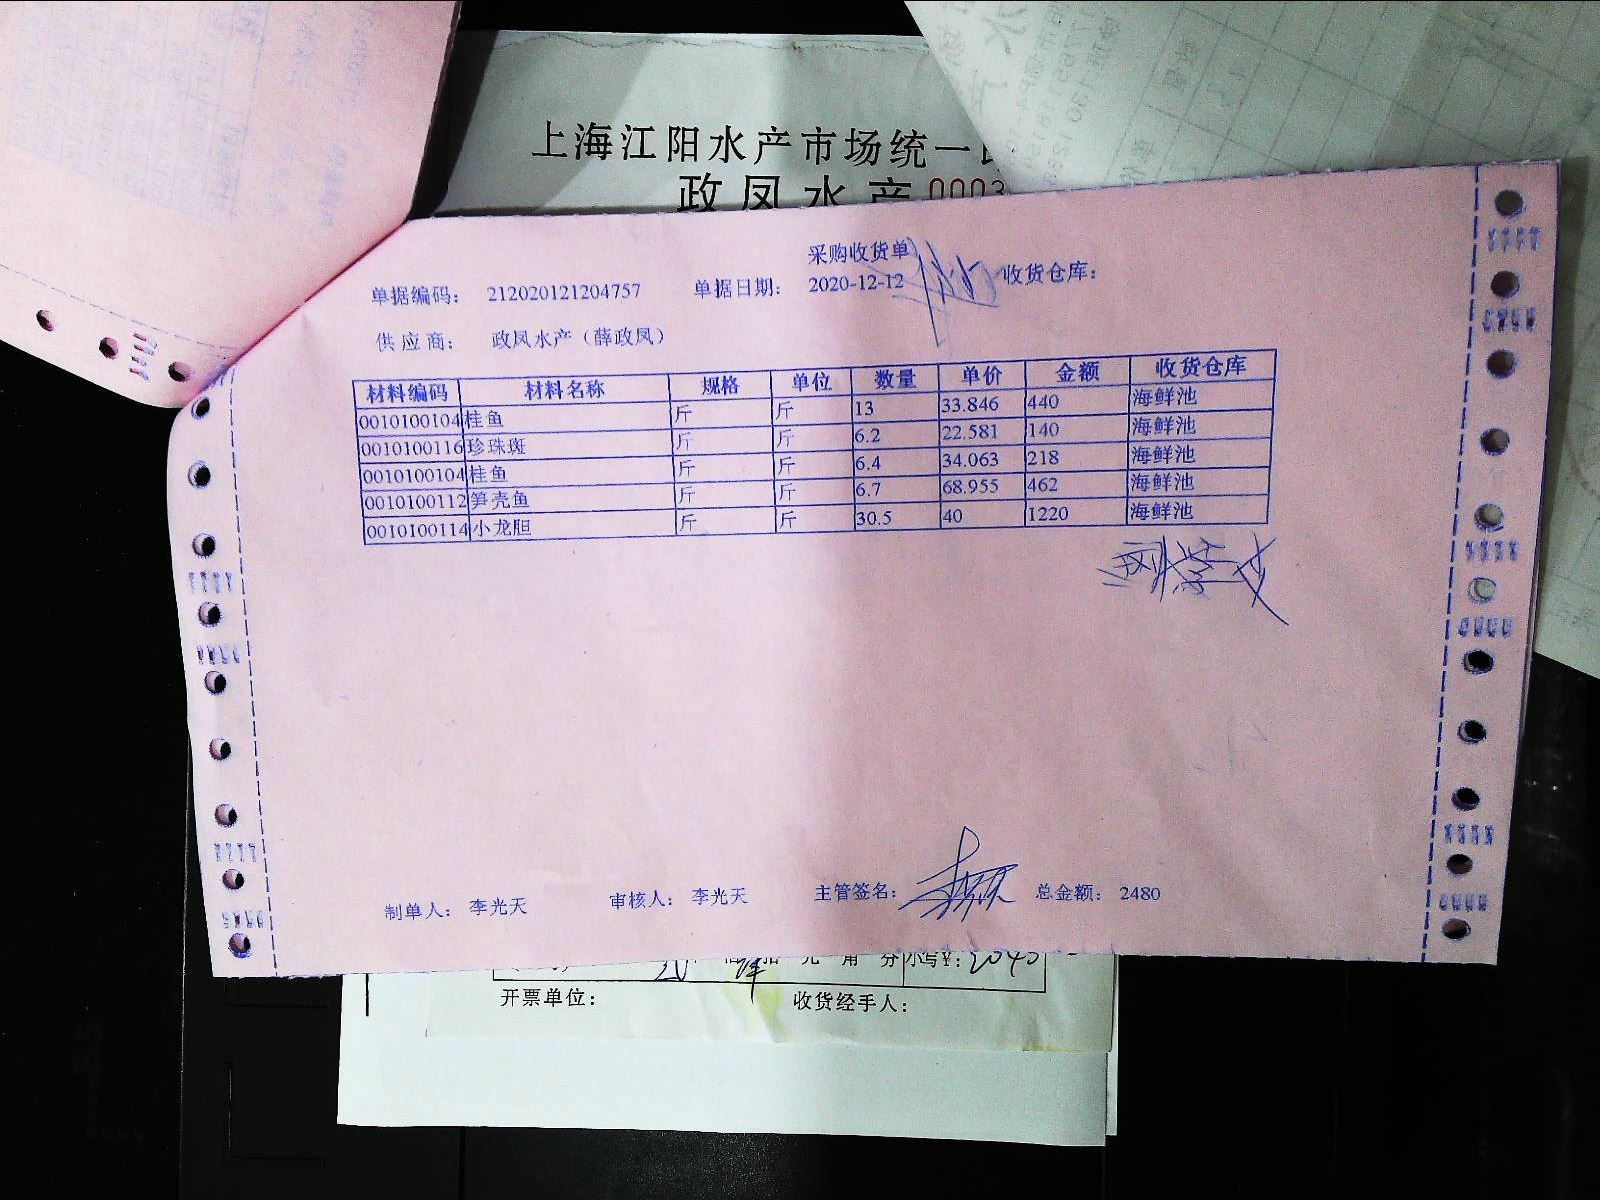 上海江阳水产市场统一
政凤水产 0003
采购收货单
单据编码： 212020121204757 单据日期： 2020-12-12 收货仓库：
供应商： 政凤水产（薛政凤）
材料编码 材料名称 规格 单位 数量 单价 金额 收货仓库
0010100104 桂鱼 斤 斤 13 33.846 440 海鲜池
0010100116 珍珠斑 斤 斤 6.2 22.581 140 海鲜池
0010100104 桂鱼 斤 斤 6.4 34.063 218 海鲜池
0010100112 笋壳鱼 斤 斤 6.7 68.955 462 海鲜池
0010100114 小龙胆 斤 斤 30.5 40 1220 海鲜池
制单人： 李光天 审核人： 李光天 主管签名： 总金额： 2480
元 角 分 小写￥：
开票单位： 收货经手人：